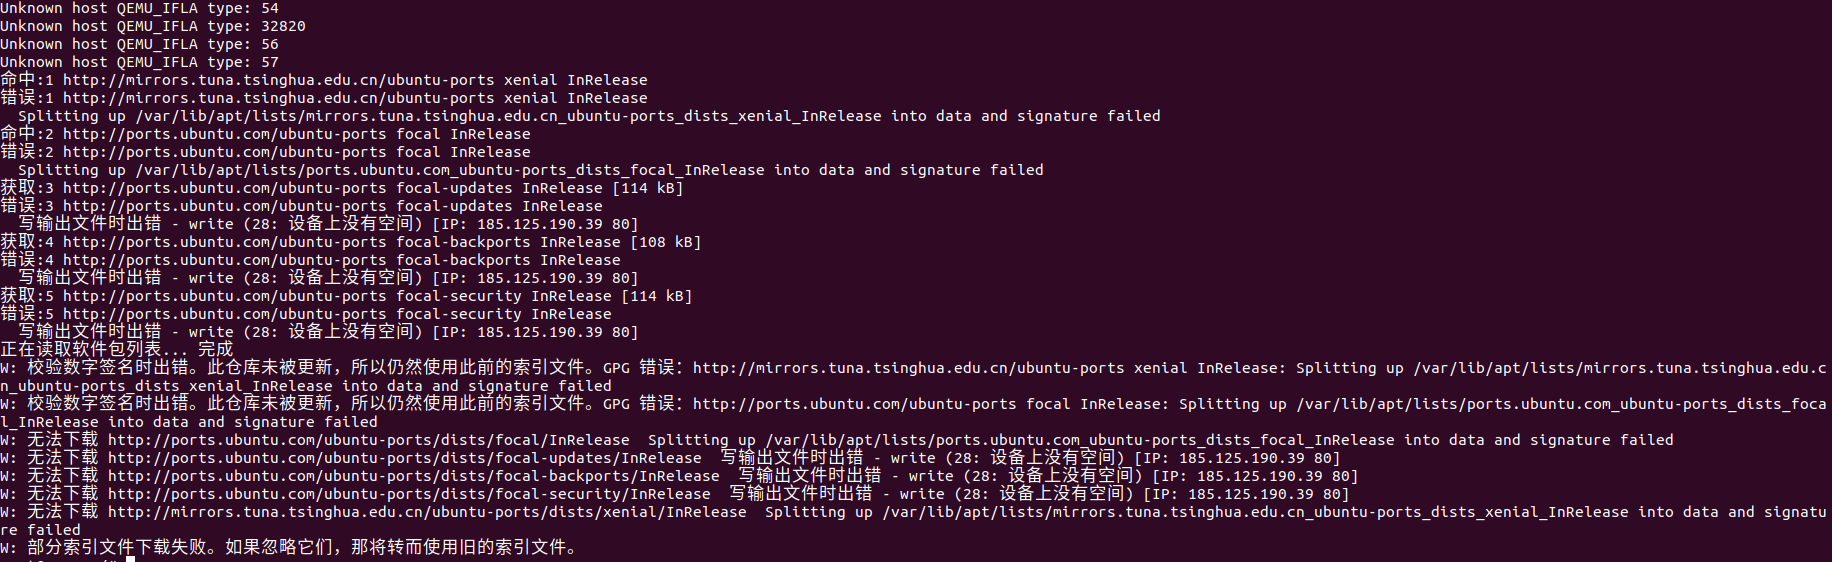 Unknown host QEMU_IFLA type: 54
Unknown host QEMU_IFLA type: 32820
Unknown host QEMU_IFLA type: 56
Unknown host QEMU_IFLA type: 57
命中:1 http://mirrors.tuna.tsinghua.edu.cn/ubuntu-ports xenial InRelease
错误:1 http://mirrors.tuna.tsinghua.edu.cn/ubuntu-ports xenial InRelease
  Splitting up /var/lib/apt/lists/mirrors.tuna.tsinghua.edu.cn_ubuntu-ports_dists_xenial_InRelease into data and signature failed
命中:2 http://ports.ubuntu.com/ubuntu-ports focal InRelease
错误:2 http://ports.ubuntu.com/ubuntu-ports focal InRelease
  Splitting up /var/lib/apt/lists/ports.ubuntu.com_ubuntu-ports_dists_focal_InRelease into data and signature failed
获取:3 http://ports.ubuntu.com/ubuntu-ports focal-updates InRelease [114 kB]
错误:3 http://ports.ubuntu.com/ubuntu-ports focal-updates InRelease
  写输出文件时出错 - write (28: 设备上没有空间) [IP: 185.125.190.39 80]
获取:4 http://ports.ubuntu.com/ubuntu-ports focal-backports InRelease [108 kB]
错误:4 http://ports.ubuntu.com/ubuntu-ports focal-backports InRelease
  写输出文件时出错 - write (28: 设备上没有空间) [IP: 185.125.190.39 80]
获取:5 http://ports.ubuntu.com/ubuntu-ports focal-security InRelease [114 kB]
错误:5 http://ports.ubuntu.com/ubuntu-ports focal-security InRelease
  写输出文件时出错 - write (28: 设备上没有空间) [IP: 185.125.190.39 80]
正在读取软件包列表... 完成
W: 校验数字签名时出错。此仓库未被更新，所以仍然使用此前的索引文件。GPG 错误：http://mirrors.tuna.tsinghua.edu.cn/ubuntu-ports xenial InRelease: Splitting up /var/lib/apt/lists/mirrors.tuna.tsinghua.edu.c
n_ubuntu-ports_dists_xenial_InRelease into data and signature failed
W: 校验数字签名时出错。此仓库未被更新，所以仍然使用此前的索引文件。GPG 错误：http://ports.ubuntu.com/ubuntu-ports focal InRelease: Splitting up /var/lib/apt/lists/ports.ubuntu.com_ubuntu-ports_dists_foca
l_InRelease into data and signature failed
W: 无法下载 http://ports.ubuntu.com/ubuntu-ports/dists/focal/InRelease  Splitting up /var/lib/apt/lists/ports.ubuntu.com_ubuntu-ports_dists_focal_InRelease into data and signature failed
W: 无法下载 http://ports.ubuntu.com/ubuntu-ports/dists/focal-updates/InRelease  写输出文件时出错 - write (28: 设备上没有空间) [IP: 185.125.190.39 80]
W: 无法下载 http://ports.ubuntu.com/ubuntu-ports/dists/focal-backports/InRelease  写输出文件时出错 - write (28: 设备上没有空间) [IP: 185.125.190.39 80]
W: 无法下载 http://ports.ubuntu.com/ubuntu-ports/dists/focal-security/InRelease  写输出文件时出错 - write (28: 设备上没有空间) [IP: 185.125.190.39 80]
W: 无法下载 http://mirrors.tuna.tsinghua.edu.cn/ubuntu-ports/dists/xenial/InRelease  Splitting up /var/lib/apt/lists/mirrors.tuna.tsinghua.edu.cn_ubuntu-ports_dists_xenial_InRelease into data and signatu
re failed
W: 部分索引文件下载失败。如果忽略它们，那将转而使用旧的索引文件。